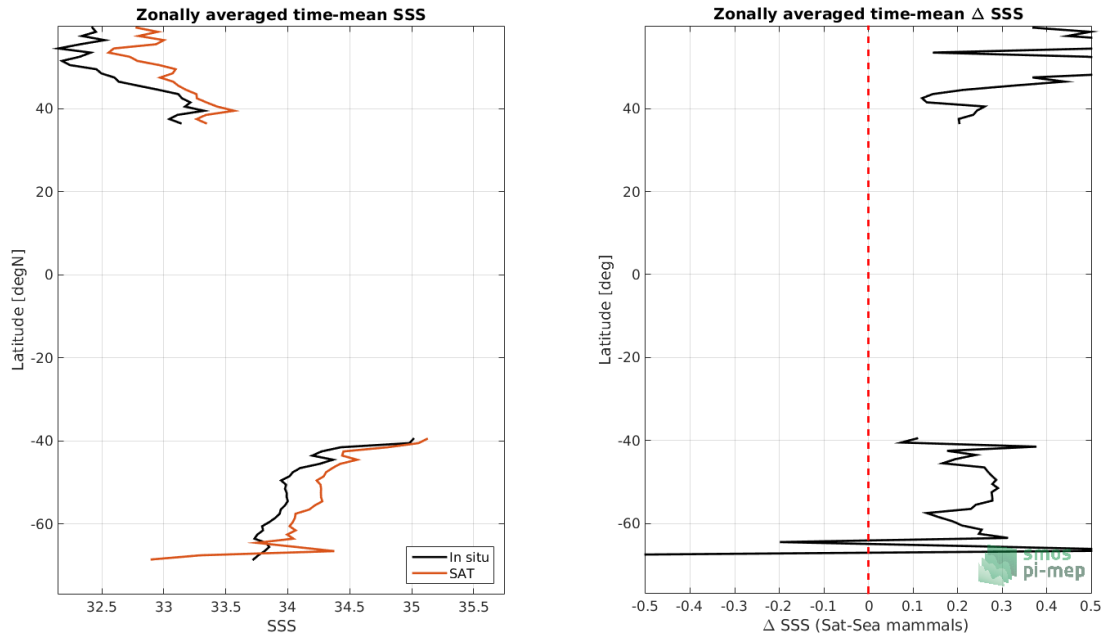 Zonally averaged time-mean SSS
Latitude [degN]
40
20
0
-20
-40
-60
32.5 33 33.5 34 34.5 35 35.5
SSS
In situ
SAT
Zonally averaged time-mean Δ SSS
Latitude [deg]
40
20
0
-20
-40
-60
-0.5 -0.4 -0.3 -0.2 -0.1 0 0.1 0.2 0.3 0.4 0.5
Δ SSS (Sat-Sea mammals)
smos
pi-mep